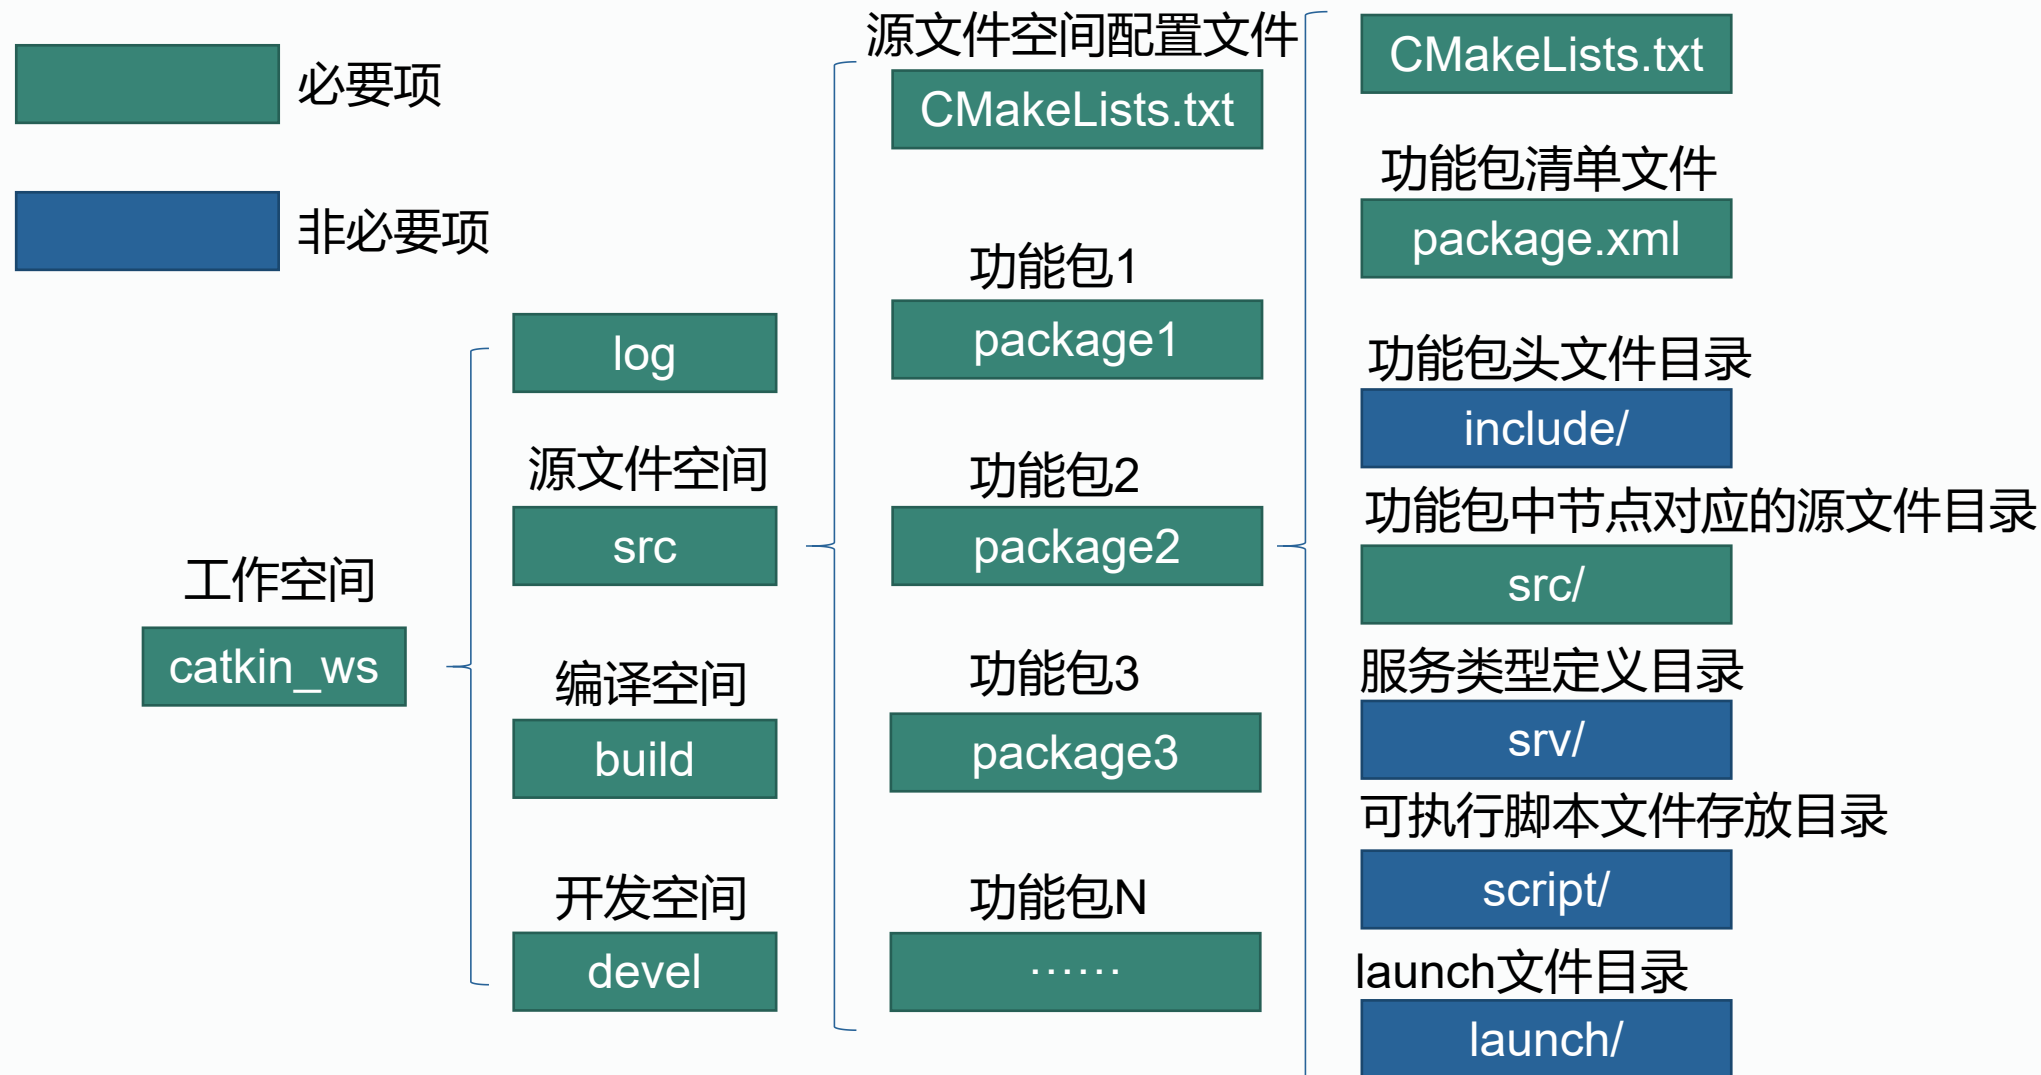 必要项
非必要项
工作空间
catkin_ws
log
源文件空间
src
编译空间
build
开发空间
devel
源文件空间配置文件
CMakeLists.txt
功能包1
package1
功能包2
package2
功能包3
package3
功能包N
······
CMakeLists.txt
功能包清单文件
package.xml
功能包头文件目录
include/
功能包中节点对应的源文件目录
src/
服务类型定义目录
srv/
可执行脚本文件存放目录
script/
launch文件目录
launch/